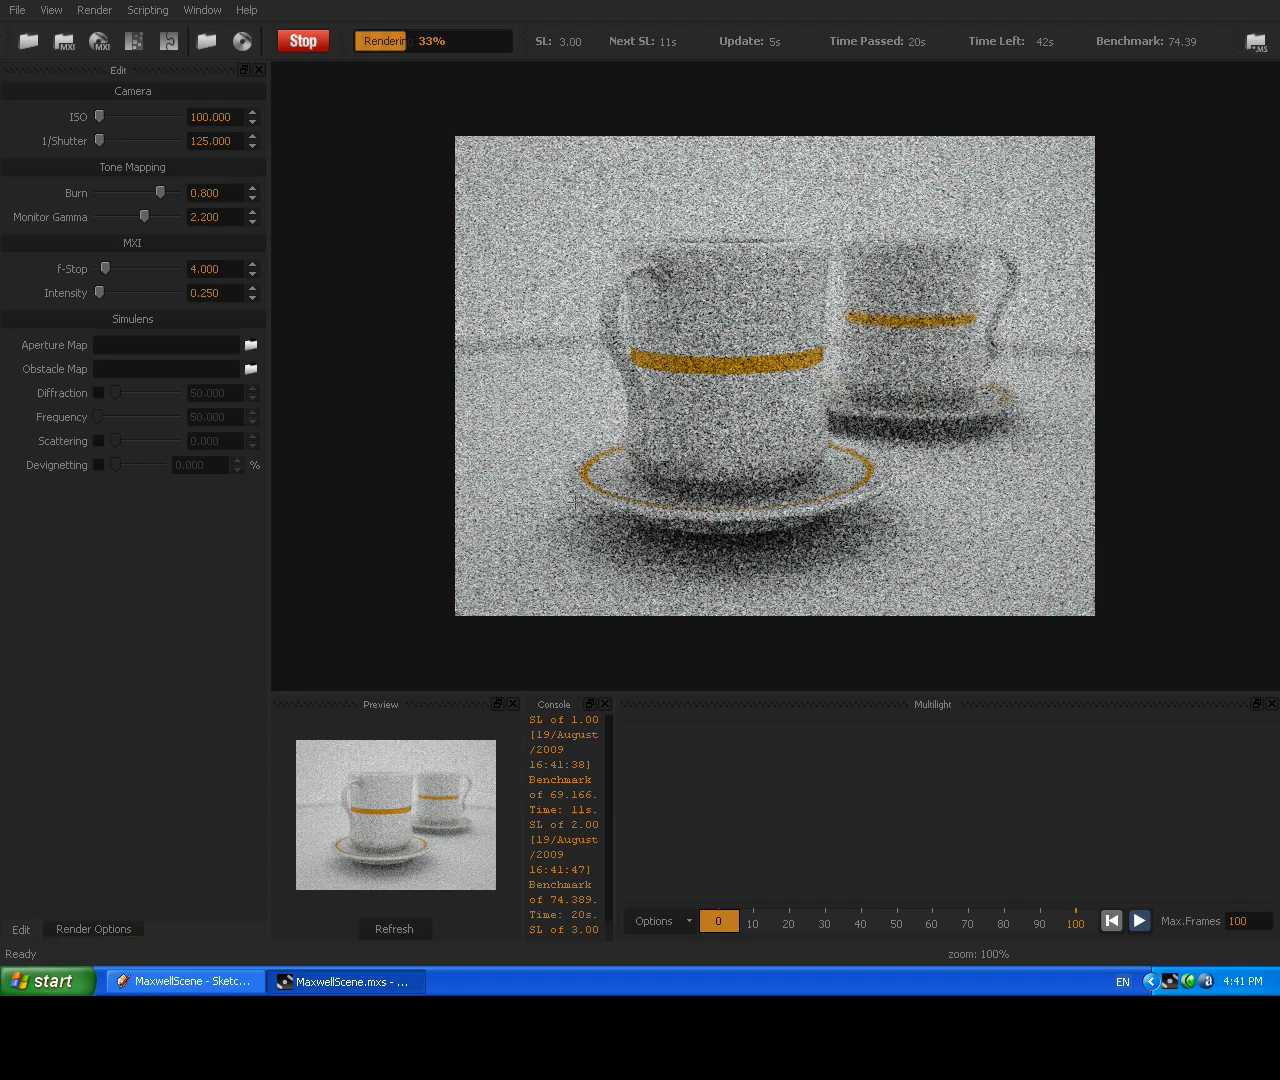 File View Render Scripting Window Help
MXI MXI Stop Rendering 33% SL: 3.00 Next SL: 11s Update: 5s Time Passed: 20s Time Left: 42s Benchmark: 74.39 .MS
Edit
Camera
ISO 100.000
1/Shutter 125.000
Tone Mapping
Burn 0.800
Monitor Gamma 2.200
MXI
f-Stop 4.000
Intensity 0.250
Simulens
Aperture Map
Obstacle Map
Diffraction 50.000
Frequency 50.000
Scattering 0.000
Devignetting 0.000 %
Edit Render Options
Preview
Refresh
Console
SL of 1.00
[19/August
/2009
16:41:38]
Benchmark
of 69.166.
Time: 11s.
SL of 2.00
[19/August
/2009
16:41:47]
Benchmark
of 74.389.
Time: 20s.
SL of 3.00
Multilight
Options 0 10 20 30 40 50 60 70 80 90 100 Max.Frames 100
Ready zoom: 100%
start MaxwellScene - Sketc... MaxwellScene.mxs - ... EN 4:41 PM